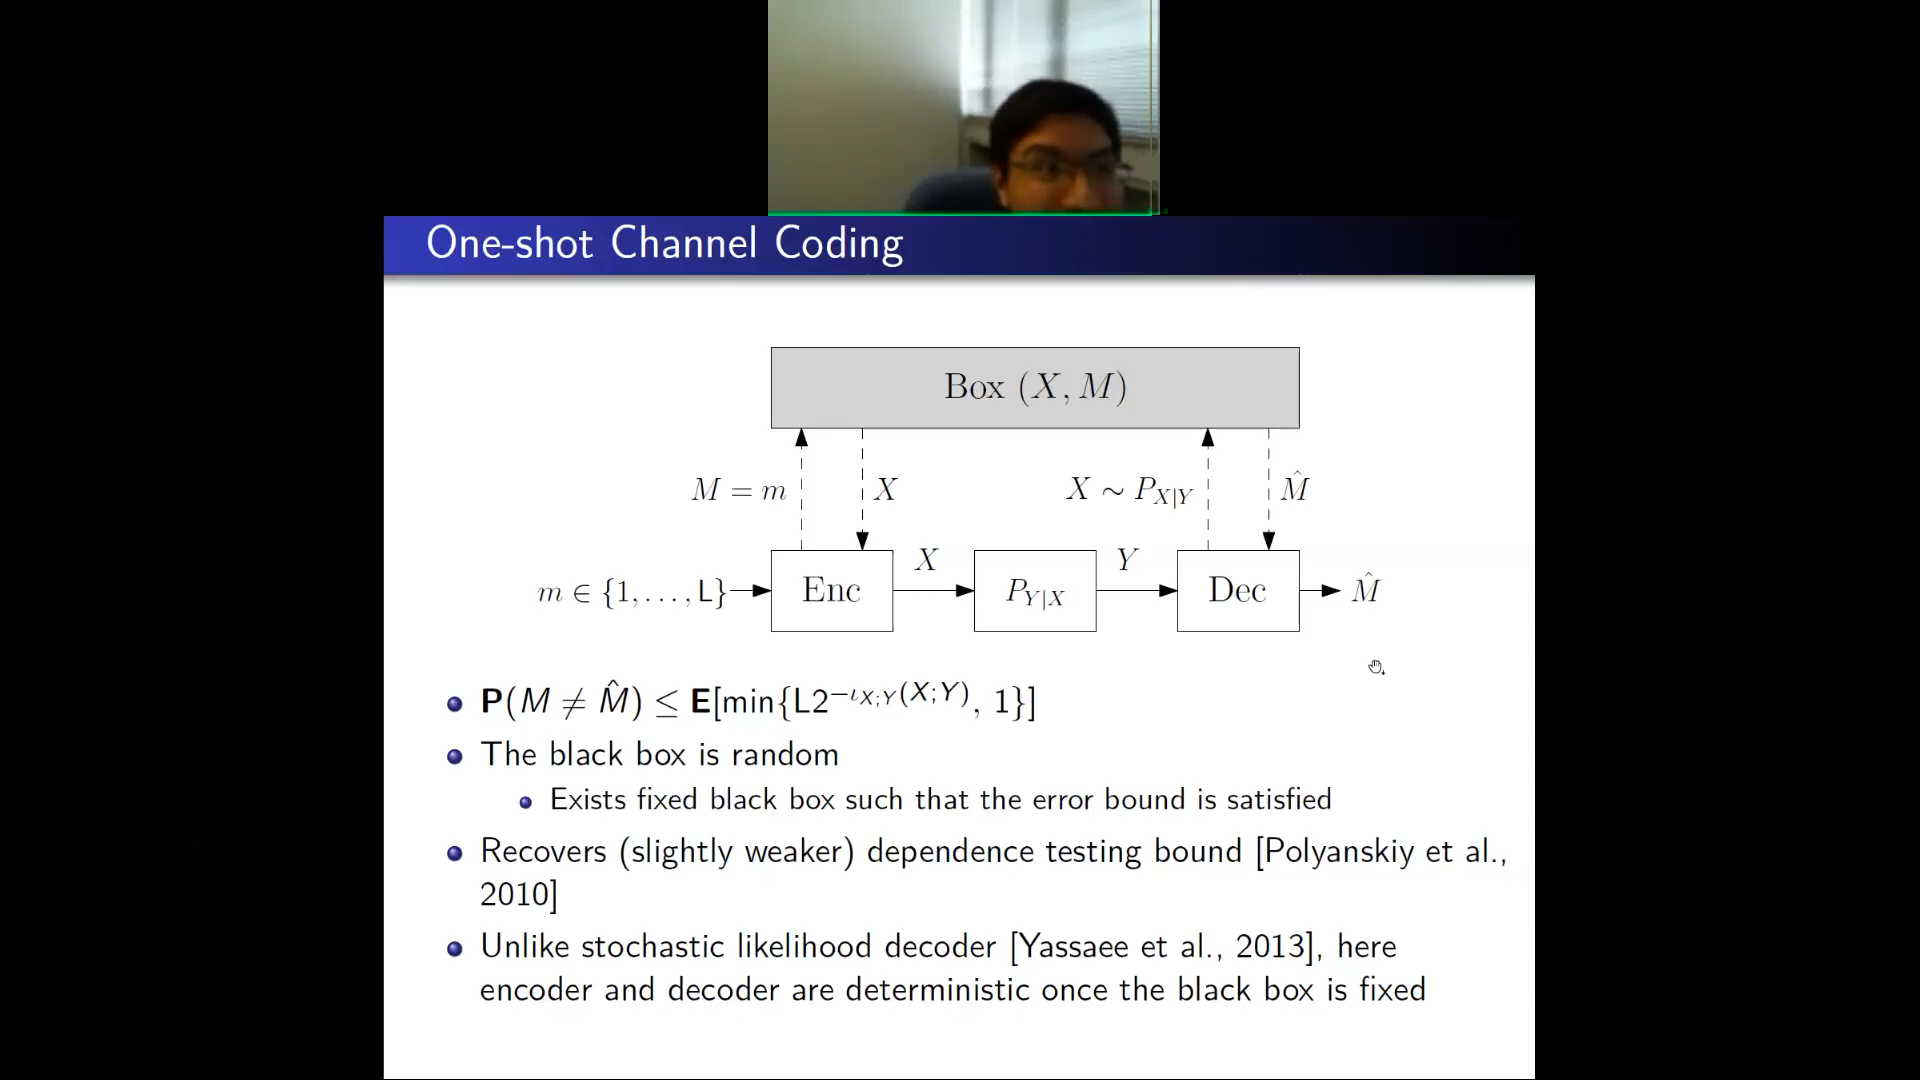 One-shot Channel Coding
Box (X, M)
M = m
X
X ∼ P_{X|Y}
M̂
X
Y
m ∈ {1, . . . , L}
Enc
P_{Y|X}
Dec
M̂
P(M ≠ M̂) ≤ E[min{L2^{−ι_{X;Y}(X;Y)}, 1}]
The black box is random
Exists fixed black box such that the error bound is satisfied
Recovers (slightly weaker) dependence testing bound [Polyanskiy et al.,
2010]
Unlike stochastic likelihood decoder [Yassaee et al., 2013], here
encoder and decoder are deterministic once the black box is fixed